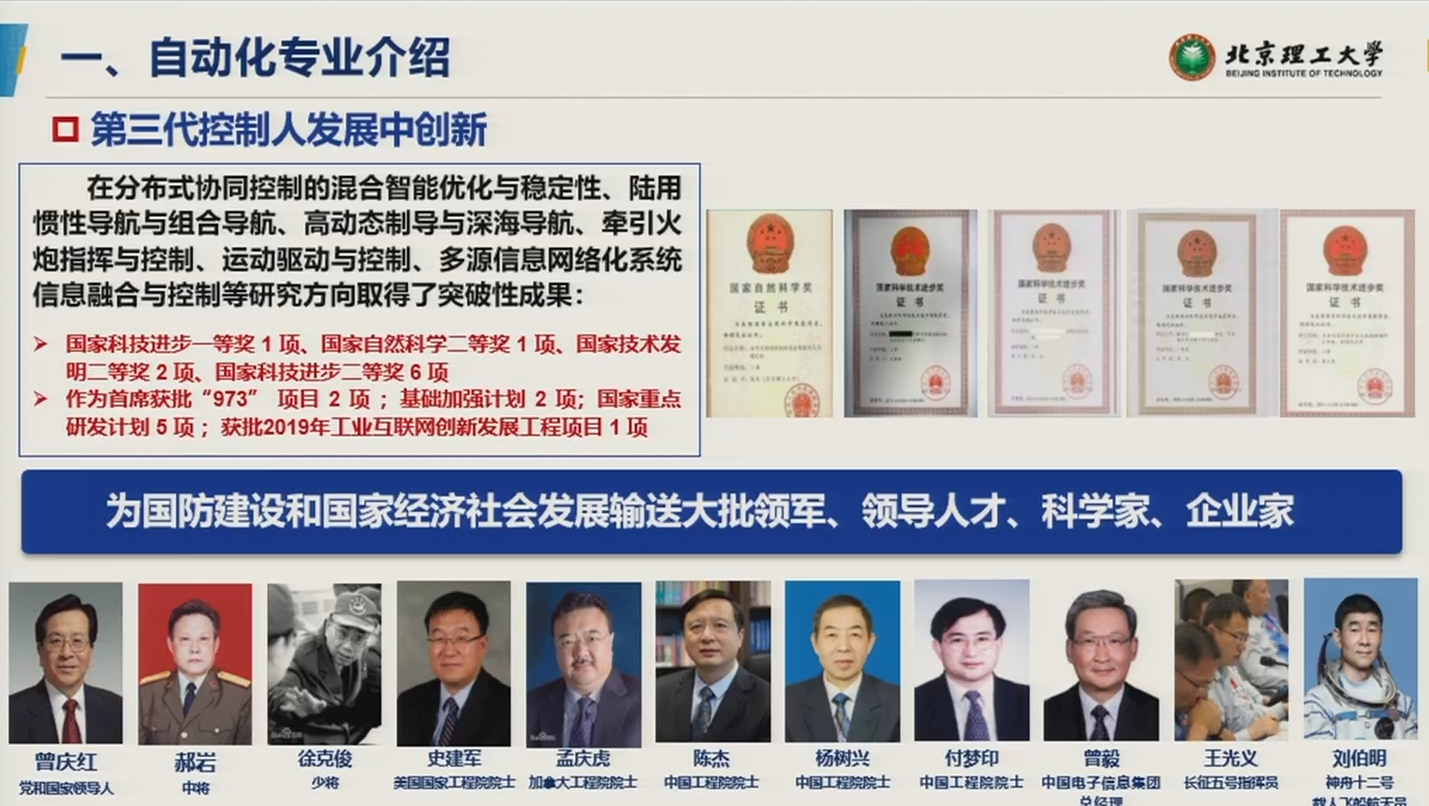 一、自动化专业介绍
北京理工大学
BEIJING INSTITUTE OF TECHNOLOGY
第三代控制人发展中创新
在分布式协同控制的混合智能优化与稳定性、陆用
惯性导航与组合导航、高动态制导与深海导航、牵引火
炮指挥与控制、运动驱动与控制、多源信息网络化系统
信息融合与控制等研究方向取得了突破性成果：
国家科技进步一等奖 1 项、国家自然科学二等奖 1 项、国家技术发
明二等奖 2 项、国家科技进步二等奖 6 项
作为首席获批“973” 项目 2 项 ；基础加强计划 2 项；国家重点
研发计划 5 项 ；获批2019年工业互联网创新发展工程项目 1 项
国家自然科学奖
证书
国家科学技术进步奖
证书
国家科学技术进步奖
证书
国家科学技术进步奖
证书
国家科学技术进步奖
证书
为国防建设和国家经济社会发展输送大批领军、领导人才、科学家、企业家
曾庆红
党和国家领导人
郝岩
中将
徐克俊
少将
史建军
美国国家工程院院士
孟庆虎
加拿大工程院院士
陈杰
中国工程院院士
杨树兴
中国工程院院士
付梦印
中国工程院院士
曾毅
中国电子信息集团
总经理
王光义
长征五号指挥员
刘伯明
神舟十二号
载人飞船航天员